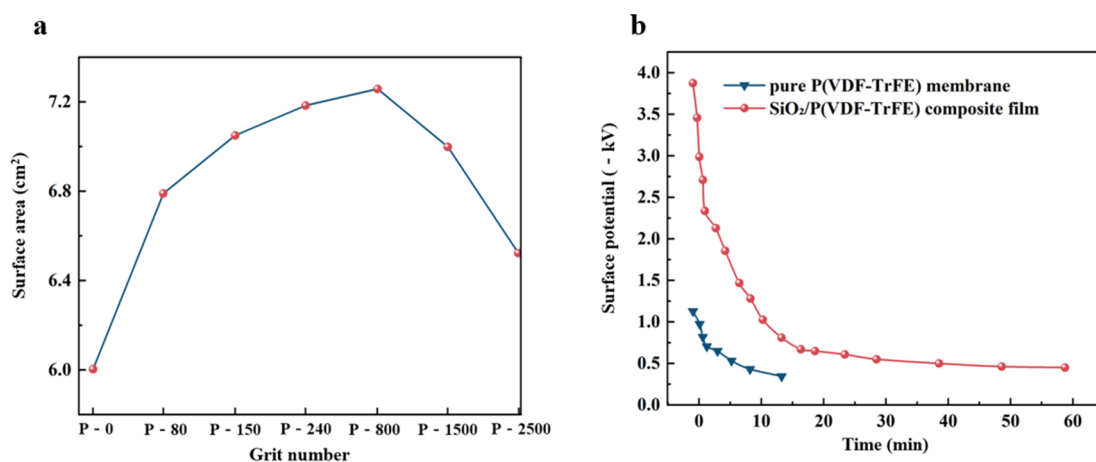 a
7.2
6.8
6.4
6.0
Surface area (cm²)
P - 0 P - 80 P - 150 P - 240 P - 800 P - 1500 P - 2500
Grit number
b
pure P(VDF-TrFE) membrane
SiO₂/P(VDF-TrFE) composite film
4.0
3.5
3.0
2.5
2.0
1.5
1.0
0.5
0.0
Surface potential ( - kV)
0 10 20 30 40 50 60
Time (min)